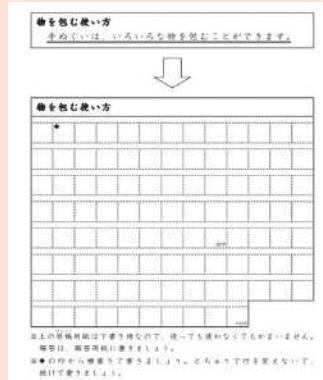 物を包む使い方
手ぬぐいは、いろいろな物を包むことができます。
物を包む使い方
◆
※上の原稿用紙は下書き用なので、使っても使わなくてもかまいません。
解答は、解答用紙に書きましょう。
※◆の印から横書きで書きましょう。とちゅうで行を変えないで、
続けて書きましょう。